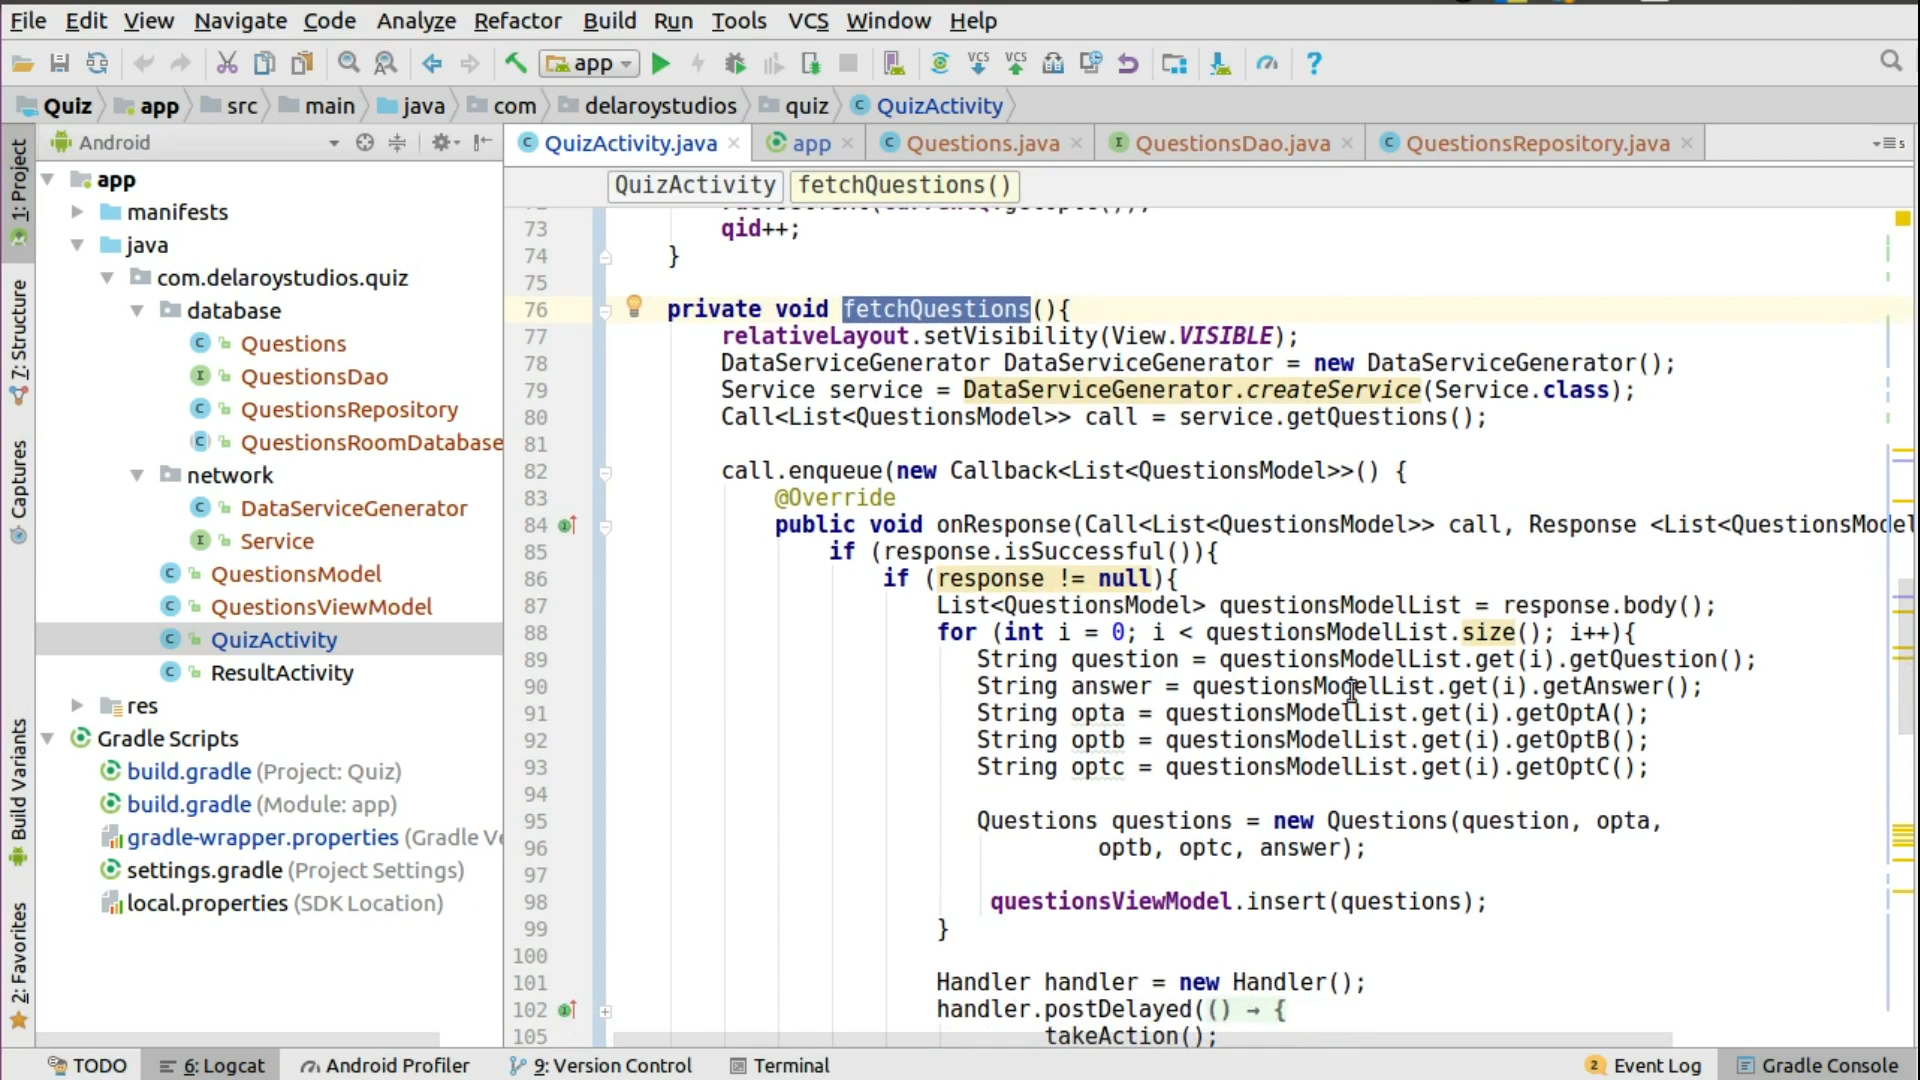 File Edit View Navigate Code Analyze Refactor Build Run Tools VCS Window Help
app VCS VCS ?
Quiz app src main java com delaroystudios quiz QuizActivity
Android
QuizActivity.java app Questions.java QuestionsDao.java QuestionsRepository.java
QuizActivity fetchQuestions()
1: Project
7: Structure
Captures
Build Variants
2: Favorites
app
manifests
java
com.delaroystudios.quiz
database
Questions
QuestionsDao
QuestionsRepository
QuestionsRoomDatabase
network
DataServiceGenerator
Service
QuestionsModel
QuestionsViewModel
QuizActivity
ResultActivity
res
Gradle Scripts
build.gradle (Project: Quiz)
build.gradle (Module: app)
gradle-wrapper.properties (Gradle Ve
settings.gradle (Project Settings)
local.properties (SDK Location)
73 qid++;
74 }
75
76 private void fetchQuestions(){
77 relativeLayout.setVisibility(View.VISIBLE);
78 DataServiceGenerator DataServiceGenerator = new DataServiceGenerator();
79 Service service = DataServiceGenerator.createService(Service.class);
80 Call<List<QuestionsModel>> call = service.getQuestions();
81
82 call.enqueue(new Callback<List<QuestionsModel>>() {
83 @Override
84 public void onResponse(Call<List<QuestionsModel>> call, Response <List<QuestionsModel
85 if (response.isSuccessful()){
86 if (response != null){
87 List<QuestionsModel> questionsModelList = response.body();
88 for (int i = 0; i < questionsModelList.size(); i++){
89 String question = questionsModelList.get(i).getQuestion();
90 String answer = questionsModelList.get(i).getAnswer();
91 String opta = questionsModelList.get(i).getOptA();
92 String optb = questionsModelList.get(i).getOptB();
93 String optc = questionsModelList.get(i).getOptC();
94
95 Questions questions = new Questions(question, opta,
96 optb, optc, answer);
97
98 questionsViewModel.insert(questions);
99 }
100
101 Handler handler = new Handler();
102 handler.postDelayed(() → {
105 takeAction();
TODO 6: Logcat Android Profiler 9: Version Control Terminal 2 Event Log Gradle Console